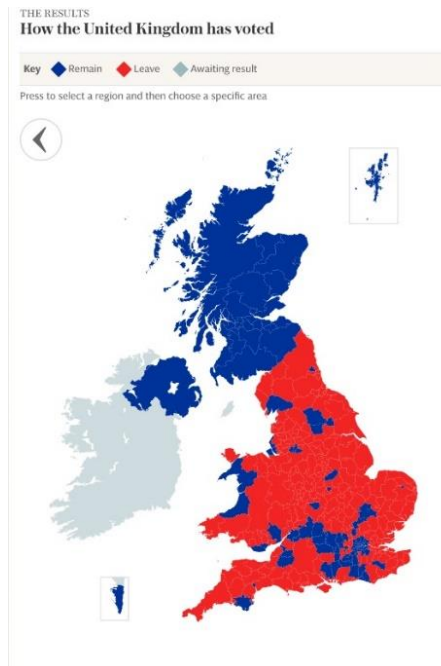 THE RESULTS
How the United Kingdom has voted
Key Remain Leave Awaiting result
Press to select a region and then choose a specific area